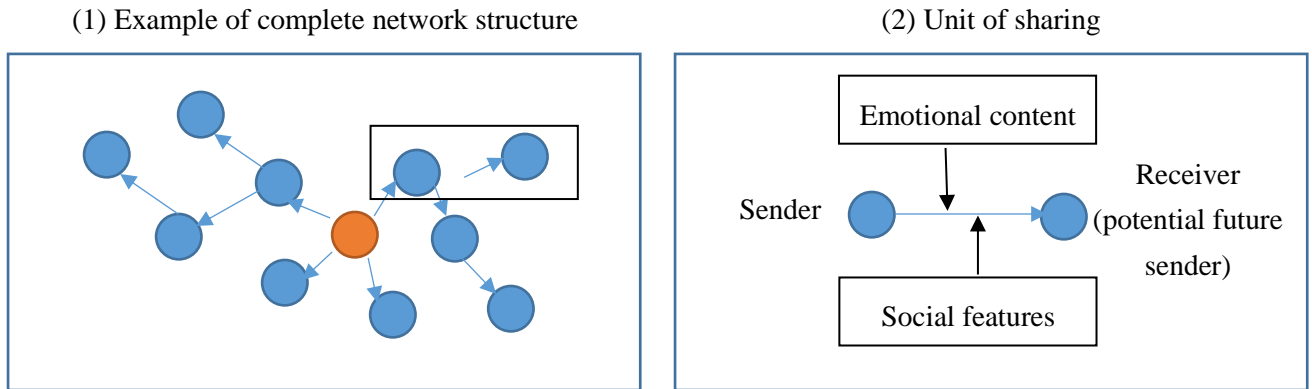 (1) Example of complete network structure
(2) Unit of sharing
Emotional content
Sender
Receiver
(potential future
sender)
Social features